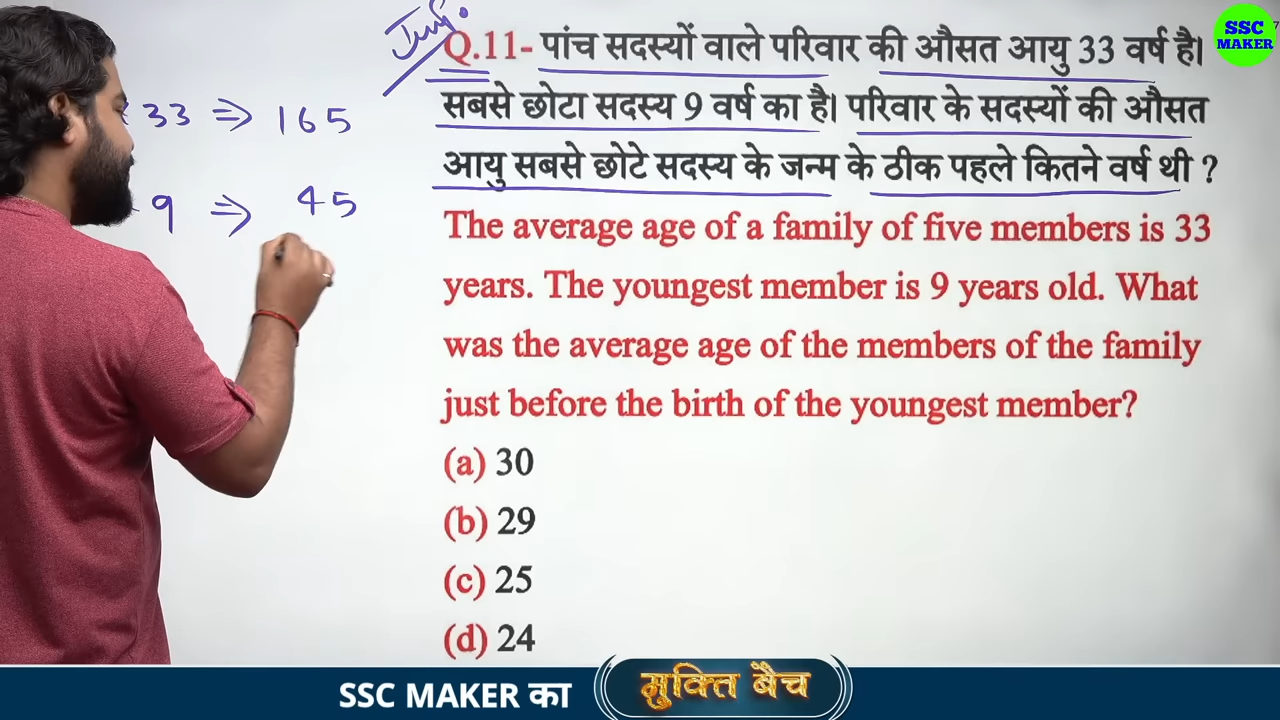 Imp.
SSC
MAKER
Q.11- पांच सदस्यों वाले परिवार की औसत आयु 33 वर्ष है।
सबसे छोटा सदस्य 9 वर्ष का है। परिवार के सदस्यों की औसत
आयु सबसे छोटे सदस्य के जन्म के ठीक पहले कितने वर्ष थी ?
33 ⇒ 165
9 ⇒ 45
The average age of a family of five members is 33
years. The youngest member is 9 years old. What
was the average age of the members of the family
just before the birth of the youngest member?
(a) 30
(b) 29
(c) 25
(d) 24
SSC MAKER का मुक्ति बैच